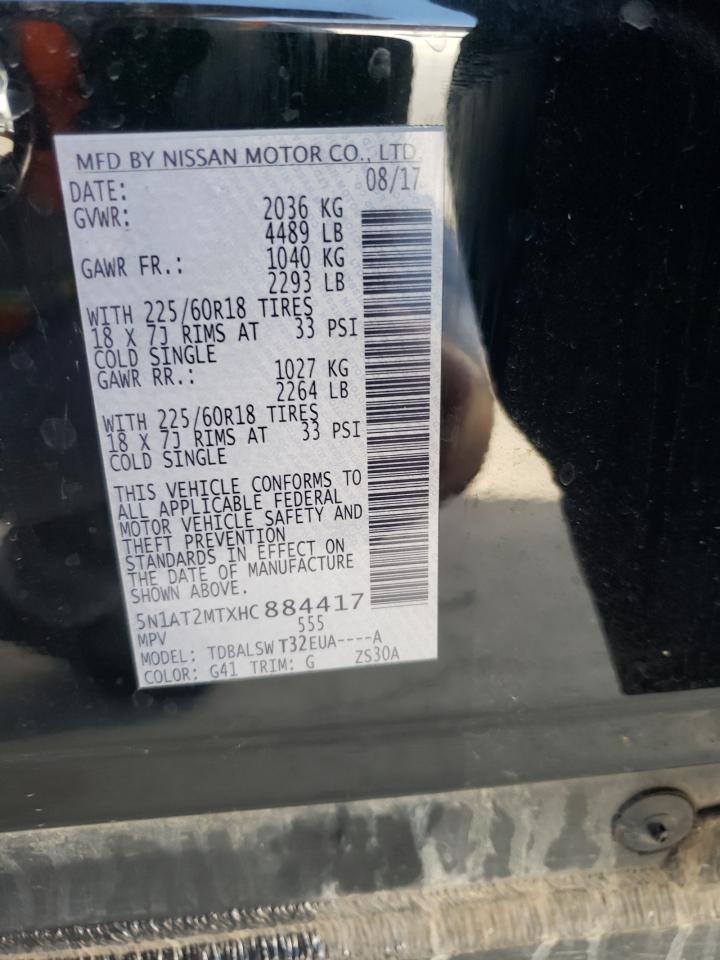 MFD BY NISSAN MOTOR CO., LTD.
DATE: 08/17
GVWR: 2036 KG
4489 LB
GAWR FR.: 1040 KG
2293 LB
WITH 225/60R18 TIRES
18 X 7J RIMS AT 33 PSI
COLD SINGLE
GAWR RR.: 1027 KG
2264 LB
WITH 225/60R18 TIRES
18 X 7J RIMS AT 33 PSI
COLD SINGLE
THIS VEHICLE CONFORMS TO
ALL APPLICABLE FEDERAL
MOTOR VEHICLE SAFETY AND
THEFT PREVENTION
STANDARDS IN EFFECT ON
THE DATE OF MANUFACTURE
SHOWN ABOVE.
5N1AT2MTXHC884417
MPV 555
MODEL: TDBALSW T32EUA----A
COLOR: G41 TRIM: G ZS30A